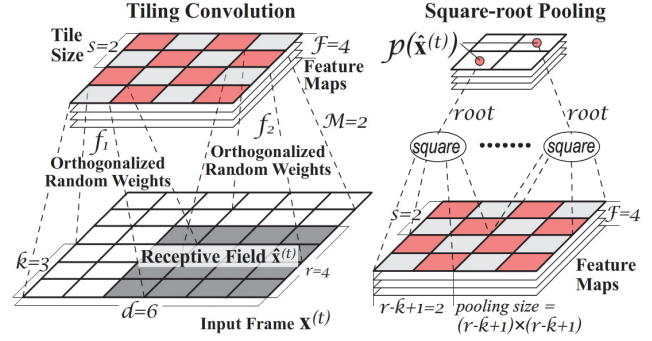 Tiling Convolution
Tile
Size
s=2
F=4
Feature
Maps
f1
f2
M=2
Orthogonalized
Random Weights
Orthogonalized
Random Weights
k=3
Receptive Field x̂(t)
r=4
d=6
Input Frame x(t)
Square-root Pooling
p(x̂(t))
root
root
square
square
s=2
F=4
Feature
Maps
r-k+1=2
pooling size =
(r-k+1)×(r-k+1)